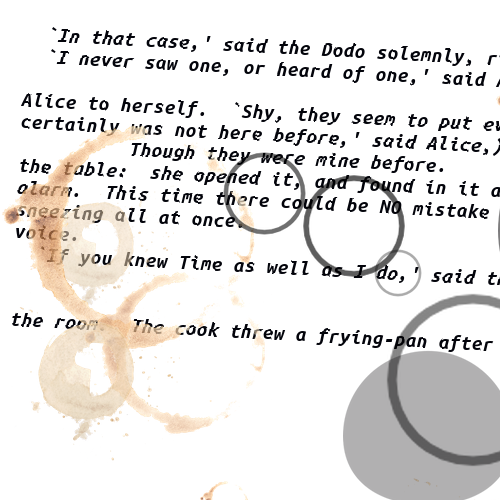 `In that case,' said the Dodo solemnly,
`I never saw one, or heard of one,' said
Alice to herself. `Shy, they seem to put
certainly was not here before,' said Alice,)
Though they were mine before.
the table: she opened it, and found in it a
olarm. This time there could be NO mistake
sneezing all at once.
voice.
`If you knew Time as well as I do,' said
the room. The cook threw a frying-pan after